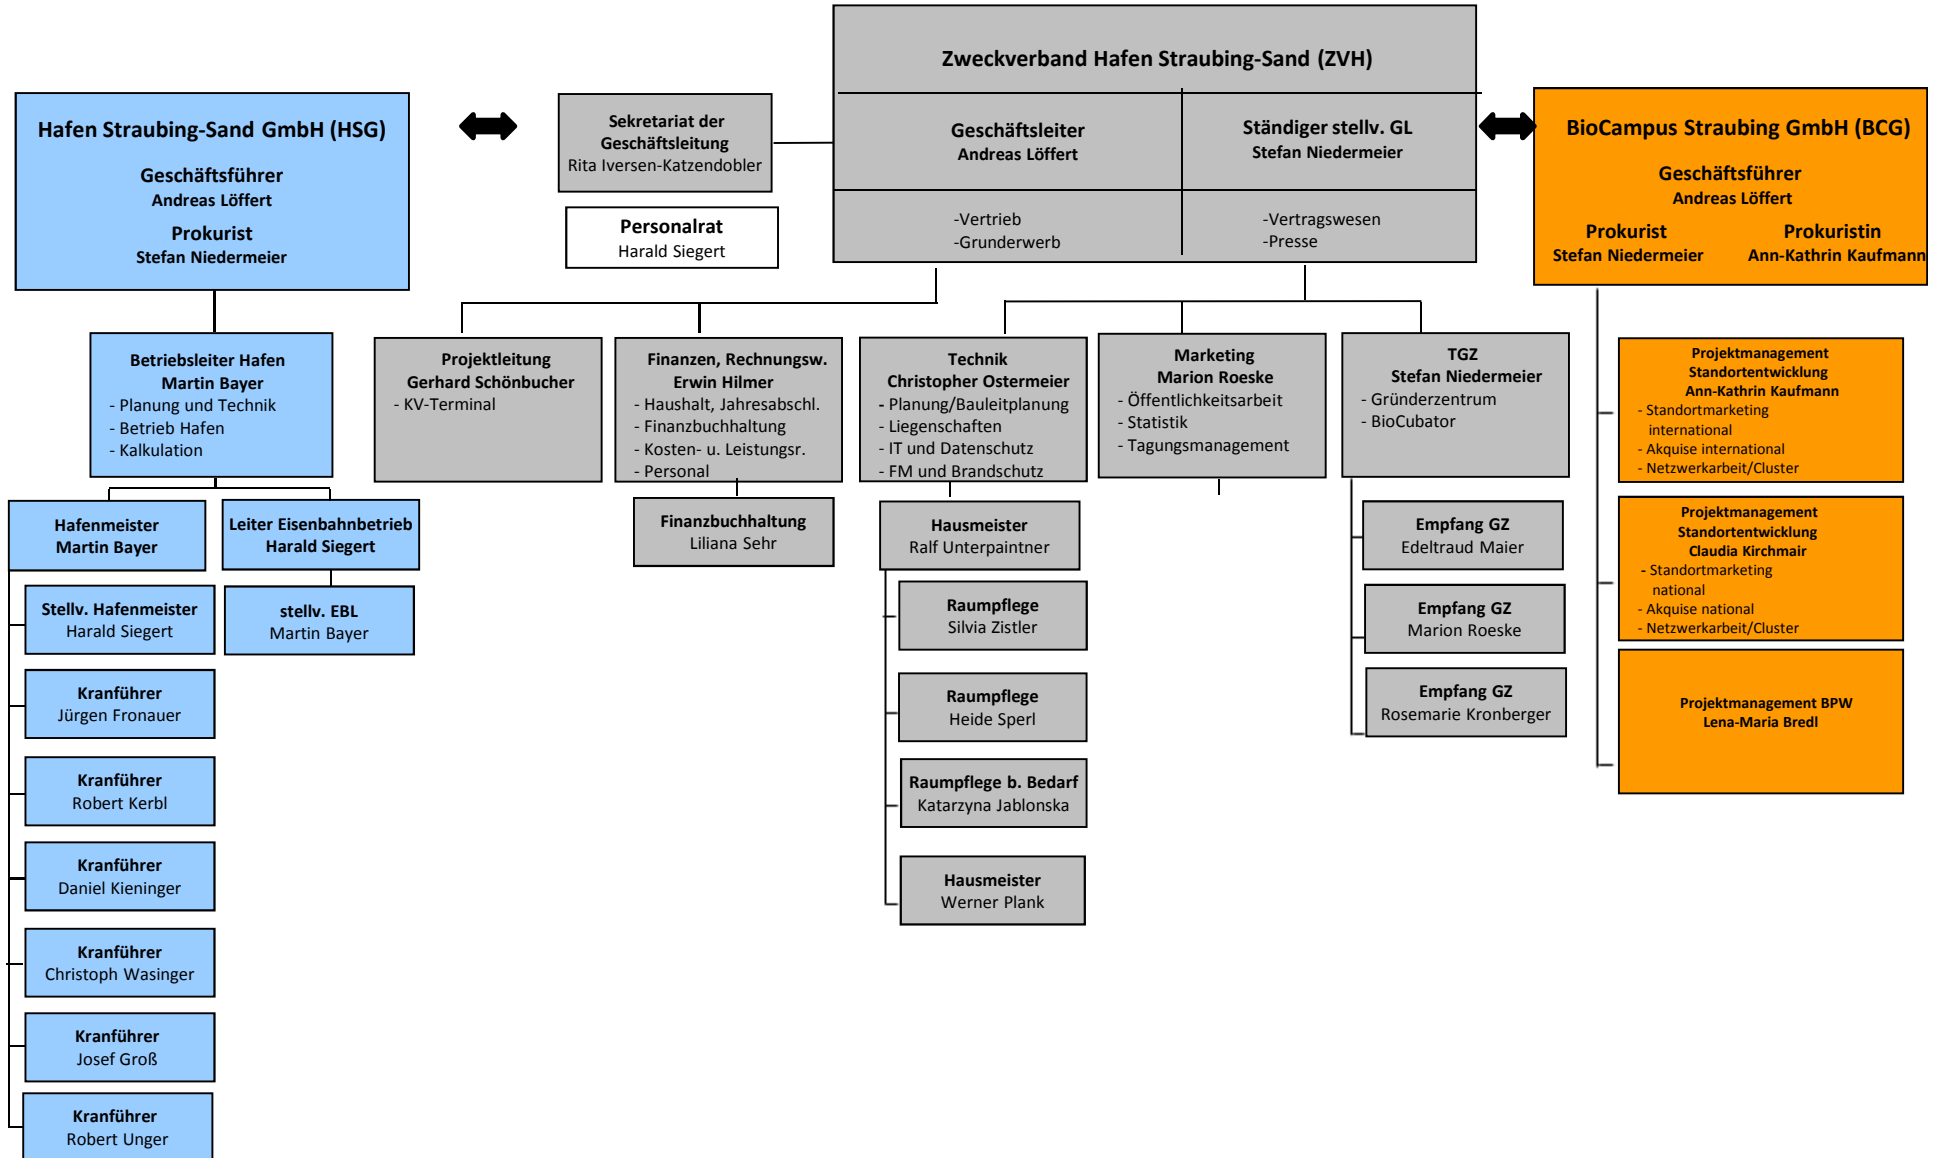 Zweckverband Hafen Straubing-Sand (ZVH)
Geschäftsleiter
Andreas Löffert
Ständiger stellv. GL
Stefan Niedermeier
-Vertrieb
-Grunderwerb
-Vertragswesen
-Presse
Hafen Straubing-Sand GmbH (HSG)
Geschäftsführer
Andreas Löffert
Prokurist
Stefan Niedermeier
Sekretariat der
Geschäftsleitung
Rita Iversen-Katzendobler
Personalrat
Harald Siegert
BioCampus Straubing GmbH (BCG)
Geschäftsführer
Andreas Löffert
Prokurist
Stefan Niedermeier
Prokuristin
Ann-Kathrin Kaufmann
Betriebsleiter Hafen
Martin Bayer
- Planung und Technik
- Betrieb Hafen
- Kalkulation
Projektleitung
Gerhard Schönbucher
- KV-Terminal
Finanzen, Rechnungsw.
Erwin Hilmer
- Haushalt, Jahresabschl.
- Finanzbuchhaltung
- Kosten- u. Leistungsr.
- Personal
Technik
Christopher Ostermeier
- Planung/Bauleitplanung
- Liegenschaften
- IT und Datenschutz
- FM und Brandschutz
Marketing
Marion Roeske
- Öffentlichkeitsarbeit
- Statistik
- Tagungsmanagement
TGZ
Stefan Niedermeier
- Gründerzentrum
- BioCubator
Projektmanagement
Standortentwicklung
Ann-Kathrin Kaufmann
- Standortmarketing
international
- Akquise international
- Netzwerkarbeit/Cluster
Hafenmeister
Martin Bayer
Leiter Eisenbahnbetrieb
Harald Siegert
Finanzbuchhaltung
Liliana Sehr
Hausmeister
Ralf Unterpaintner
Empfang GZ
Edeltraud Maier
Projektmanagement
Standortentwicklung
Claudia Kirchmair
- Standortmarketing
national
- Akquise national
- Netzwerkarbeit/Cluster
Stellv. Hafenmeister
Harald Siegert
stellv. EBL
Martin Bayer
Raumpflege
Silvia Zistler
Empfang GZ
Marion Roeske
Kranführer
Jürgen Fronauer
Raumpflege
Heide Sperl
Empfang GZ
Rosemarie Kronberger
Projektmanagement BPW
Lena-Maria Bredl
Kranführer
Robert Kerbl
Raumpflege b. Bedarf
Katarzyna Jablonska
Kranführer
Daniel Kieninger
Hausmeister
Werner Plank
Kranführer
Christoph Wasinger
Kranführer
Josef Groß
Kranführer
Robert Unger